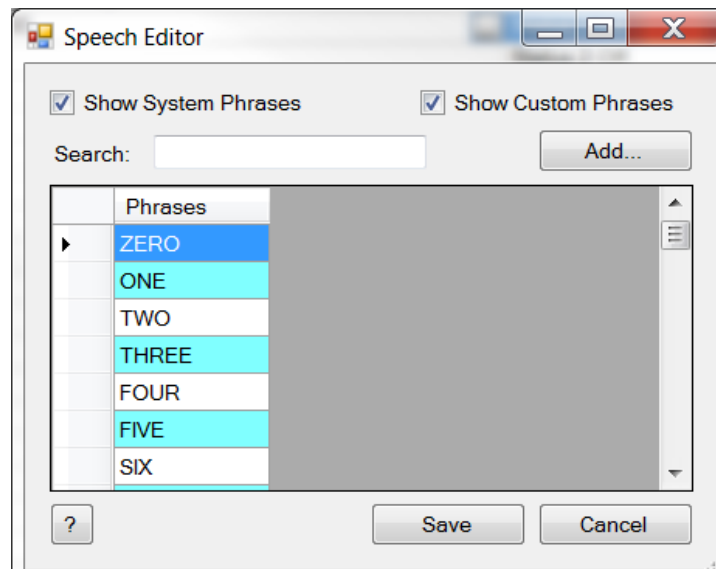 Speech Editor
Show System Phrases Show Custom Phrases
Search: Add...
Phrases
ZERO
ONE
TWO
THREE
FOUR
FIVE
SIX
? Save Cancel